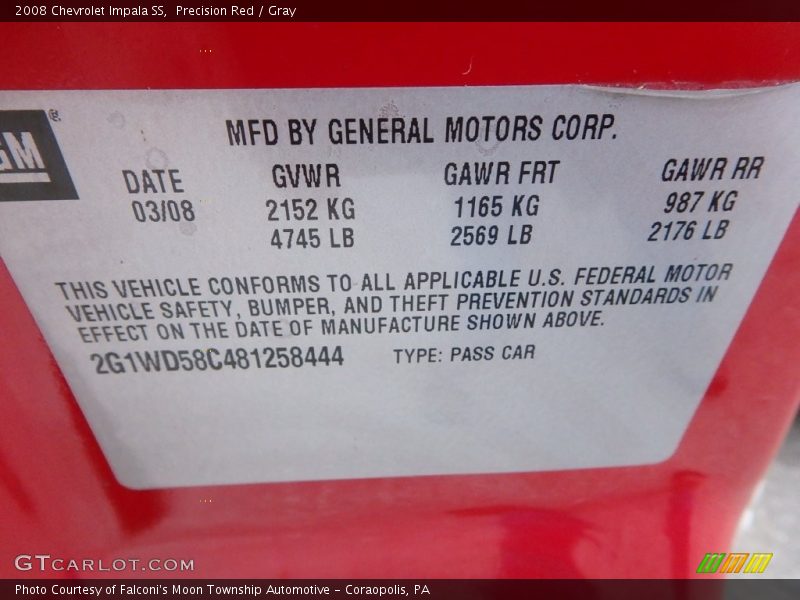 2008 Chevrolet Impala SS,  Precision Red / Gray
GM®
MFD BY GENERAL MOTORS CORP.
DATE GVWR GAWR FRT GAWR RR
03/08 2152 KG 1165 KG 987 KG
4745 LB 2569 LB 2176 LB
THIS VEHICLE CONFORMS TO ALL APPLICABLE U.S. FEDERAL MOTOR
VEHICLE SAFETY, BUMPER, AND THEFT PREVENTION STANDARDS IN
EFFECT ON THE DATE OF MANUFACTURE SHOWN ABOVE.
2G1WD58C481258444 TYPE: PASS CAR
GTCARLOT.COM
Photo Courtesy of Falconi's Moon Township Automotive - Coraopolis, PA